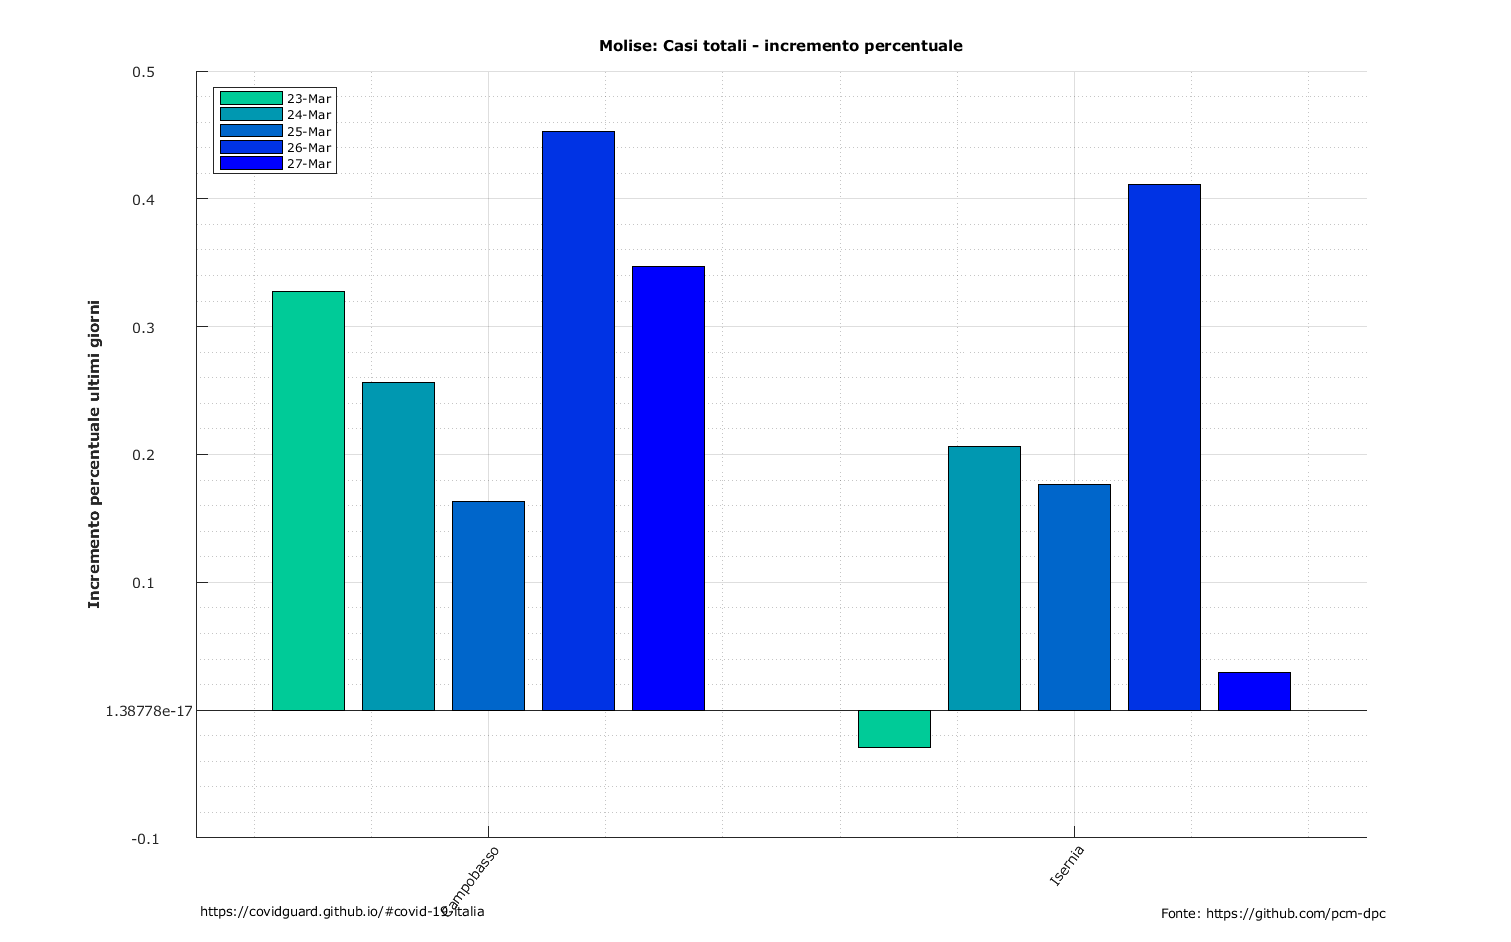 Molise: Casi totali - incremento percentuale
0.5
23-Mar
24-Mar
25-Mar
26-Mar
27-Mar
0.4
0.3
0.2
0.1
1.38778e-17
-0.1
Incremento percentuale ultimi giorni
Campobasso
Isernia
https://covidguard.github.io/#covid-19-italia
Fonte: https://github.com/pcm-dpc